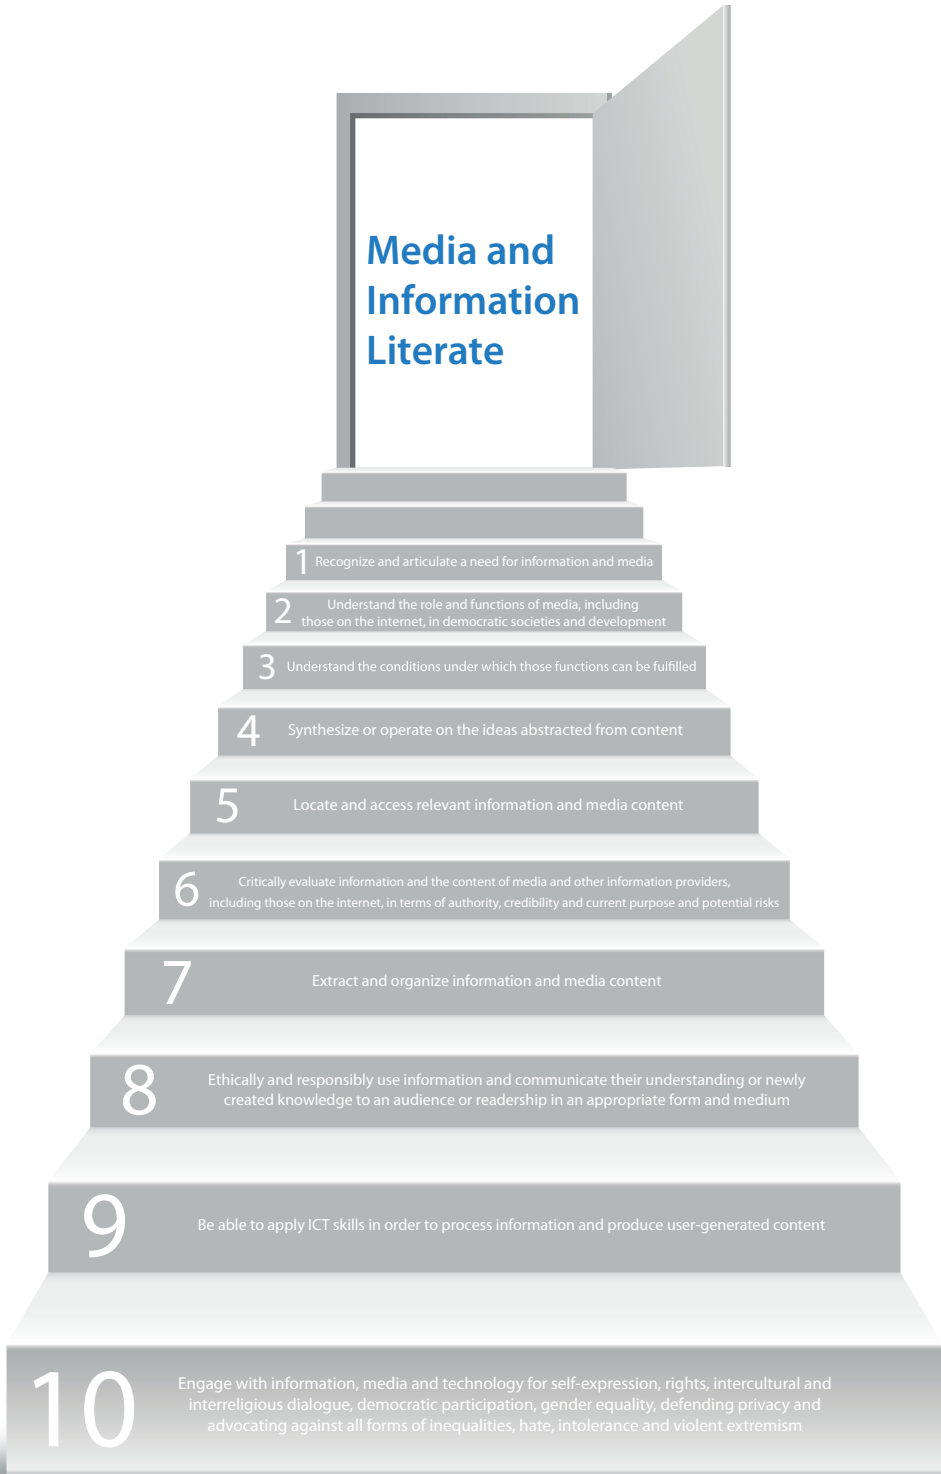 Media and
Information
Literate
1 Recognize and articulate a need for information and media
2 Understand the role and functions of media, including
those on the internet, in democratic societies and development
3 Understand the conditions under which those functions can be fulfilled
4 Synthesize or operate on the ideas abstracted from content
5 Locate and access relevant information and media content
6 Critically evaluate information and the content of media and other information providers,
including those on the internet, in terms of authority, credibility and current purpose and potential risks
7 Extract and organize information and media content
8 Ethically and responsibly use information and communicate their understanding or newly
created knowledge to an audience or readership in an appropriate form and medium
9 Be able to apply ICT skills in order to process information and produce user-generated content
10 Engage with information, media and technology for self-expression, rights, intercultural and
interreligious dialogue, democratic participation, gender equality, defending privacy and
advocating against all forms of inequalities, hate, intolerance and violent extremism